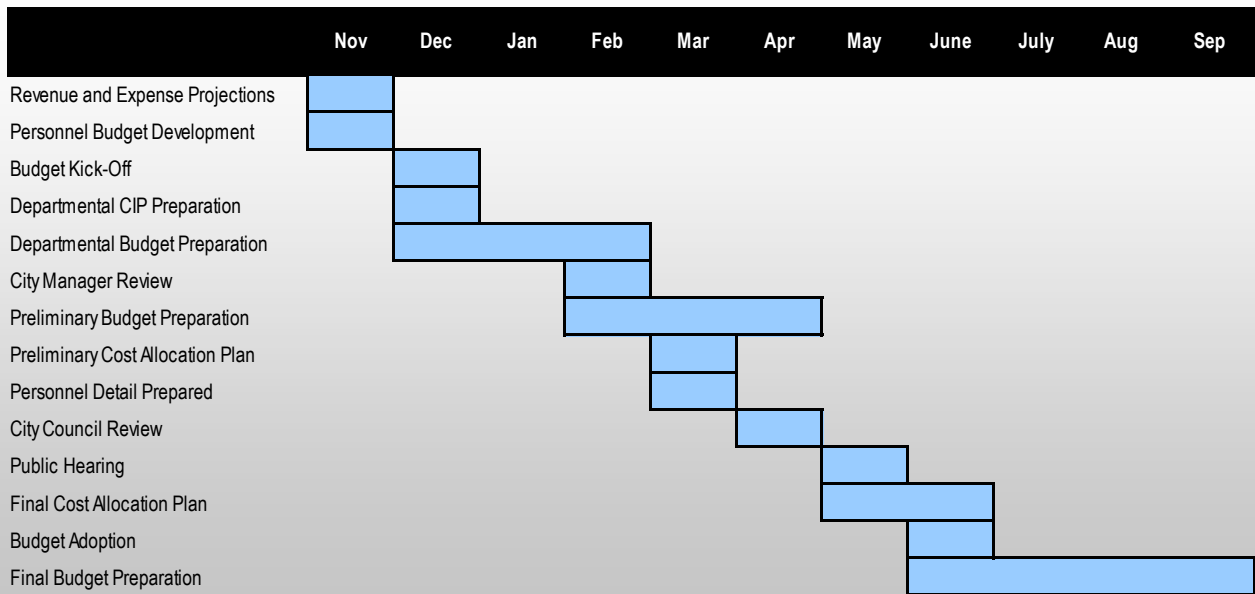 Nov Dec Jan Feb Mar Apr May June July Aug Sep
Revenue and Expense Projections
Personnel Budget Development
Budget Kick-Off
Departmental CIP Preparation
Departmental Budget Preparation
City Manager Review
Preliminary Budget Preparation
Preliminary Cost Allocation Plan
Personnel Detail Prepared
City Council Review
Public Hearing
Final Cost Allocation Plan
Budget Adoption
Final Budget Preparation